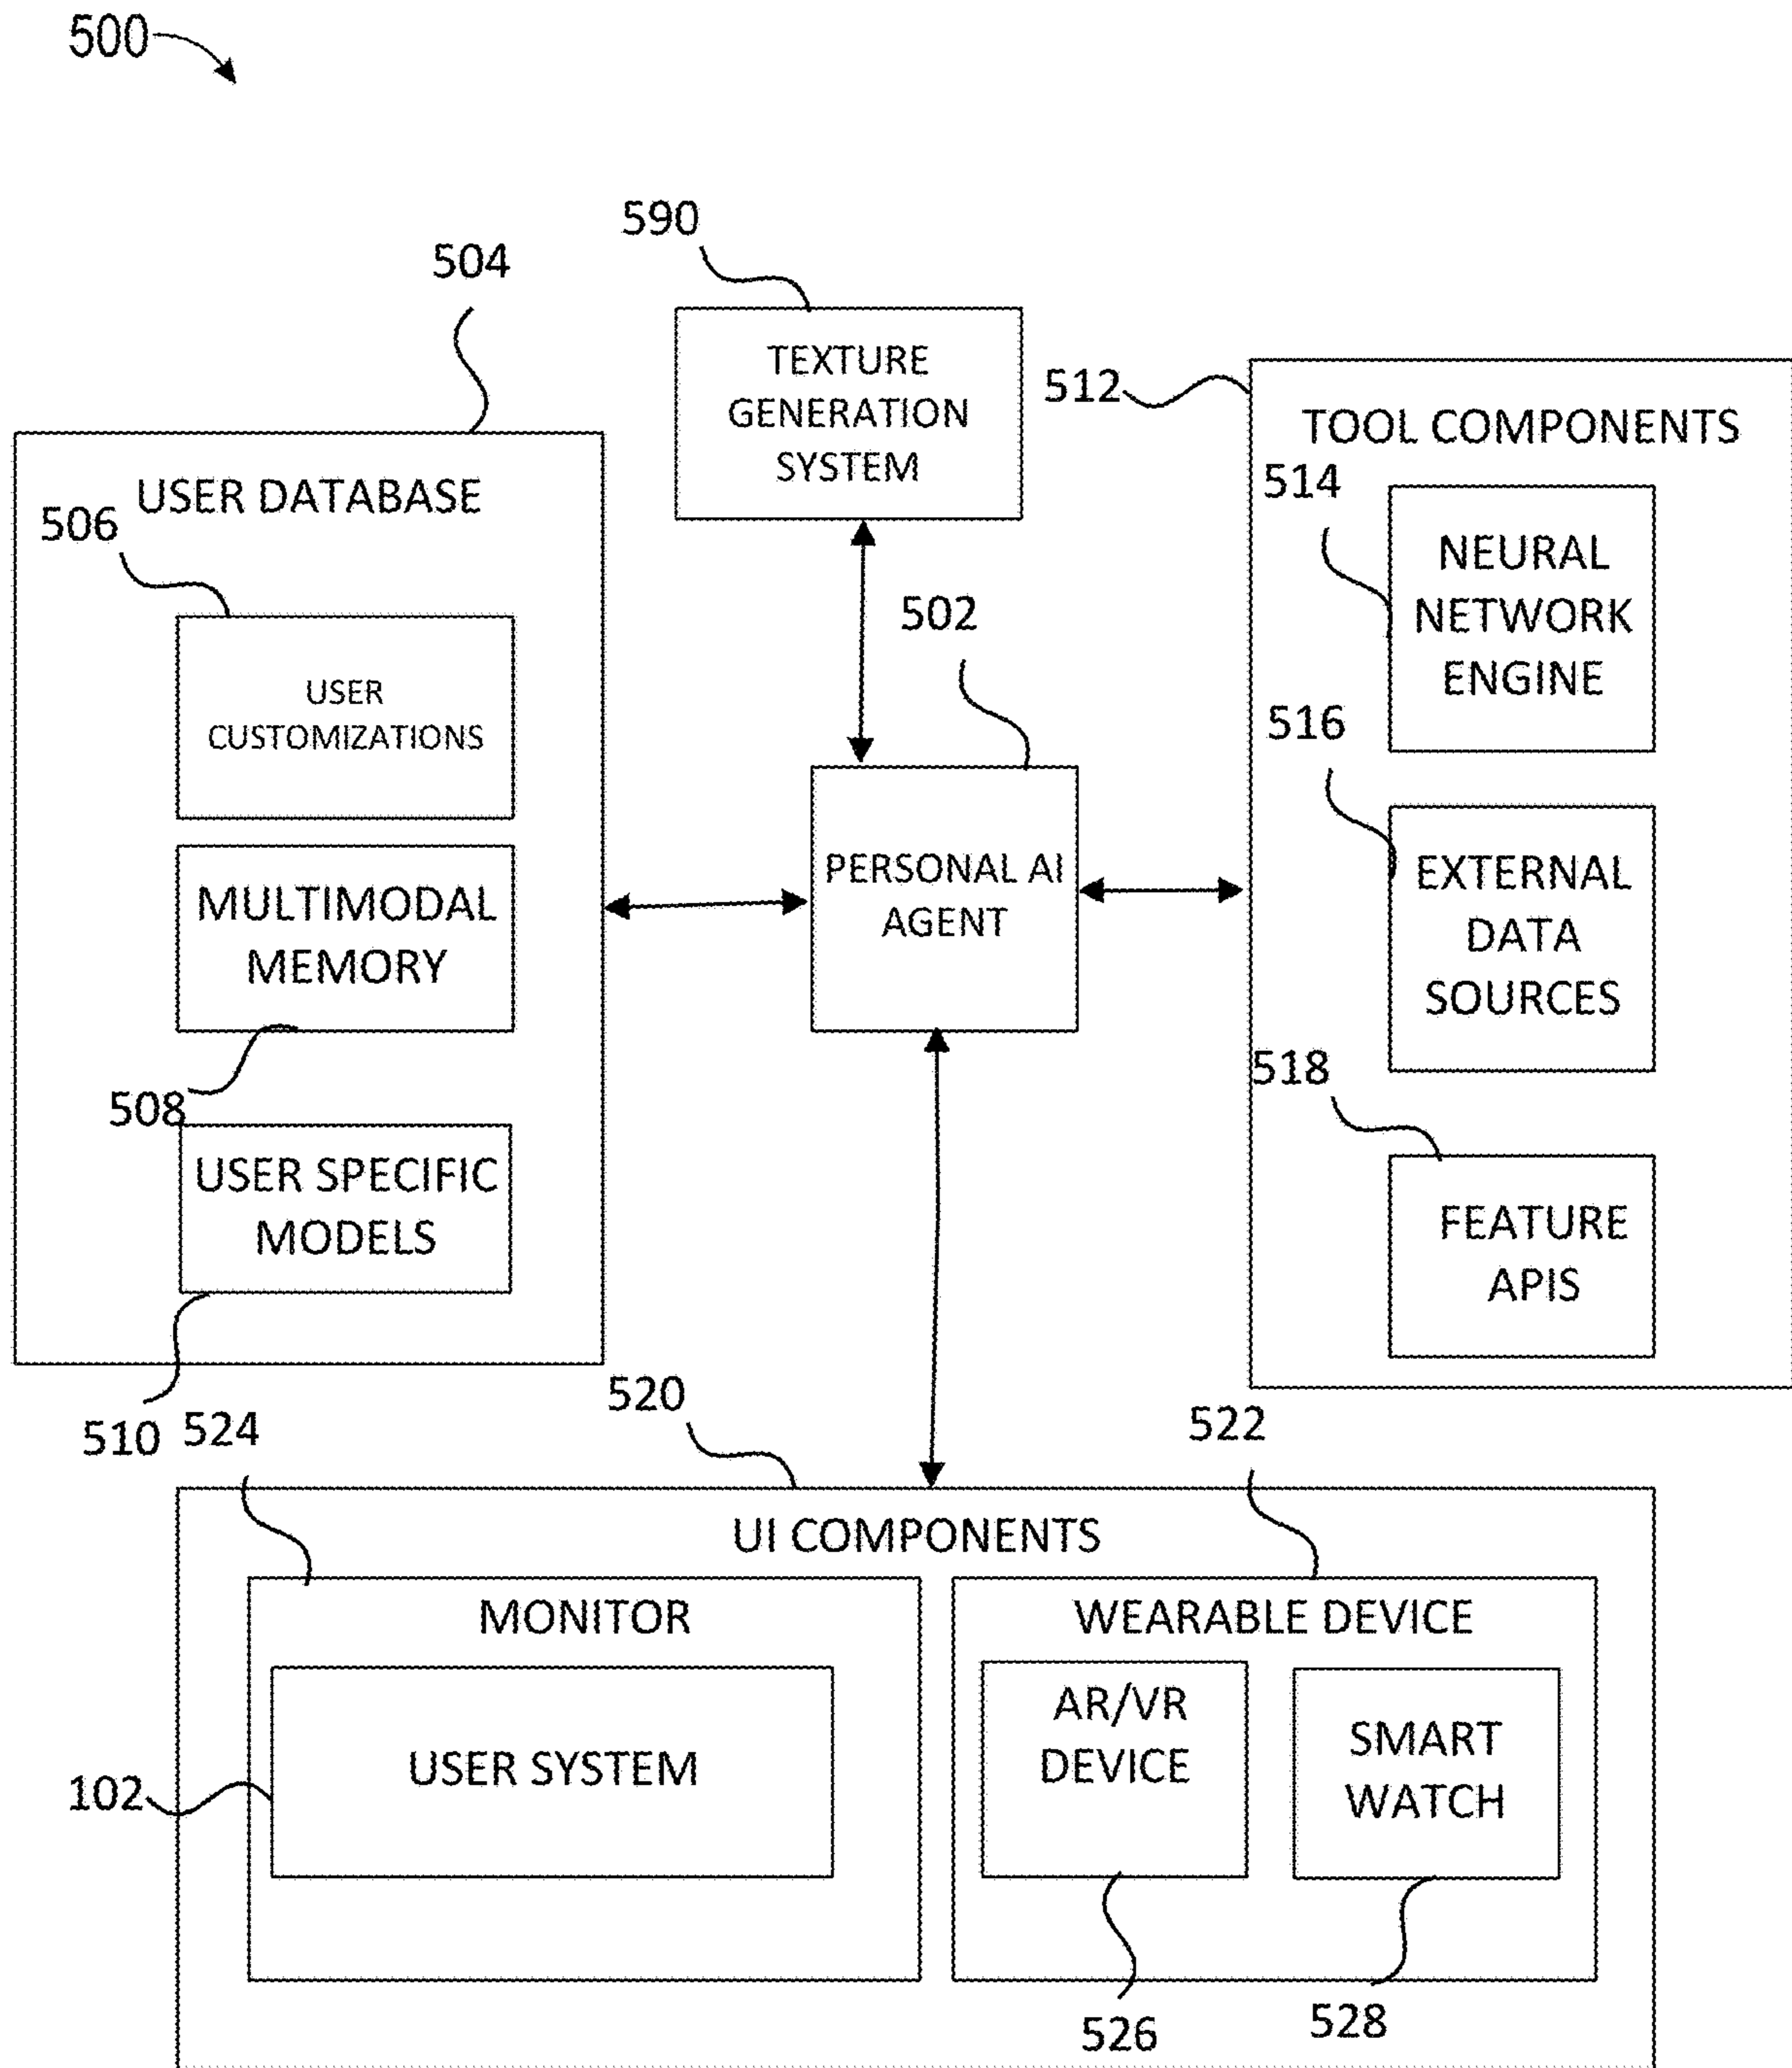 500
590
504
TEXTURE
GENERATION
SYSTEM
512
TOOL COMPONENTS
USER DATABASE
506
514
NEURAL
NETWORK
ENGINE
502
USER
CUSTOMIZATIONS
516
PERSONAL AI
AGENT
MULTIMODAL
MEMORY
EXTERNAL
DATA
SOURCES
508
518
USER SPECIFIC
MODELS
FEATURE
APIS
510
524
520
522
UI COMPONENTS
MONITOR
WEARABLE DEVICE
USER SYSTEM
102
AR/VR
DEVICE
SMART
WATCH
526
528